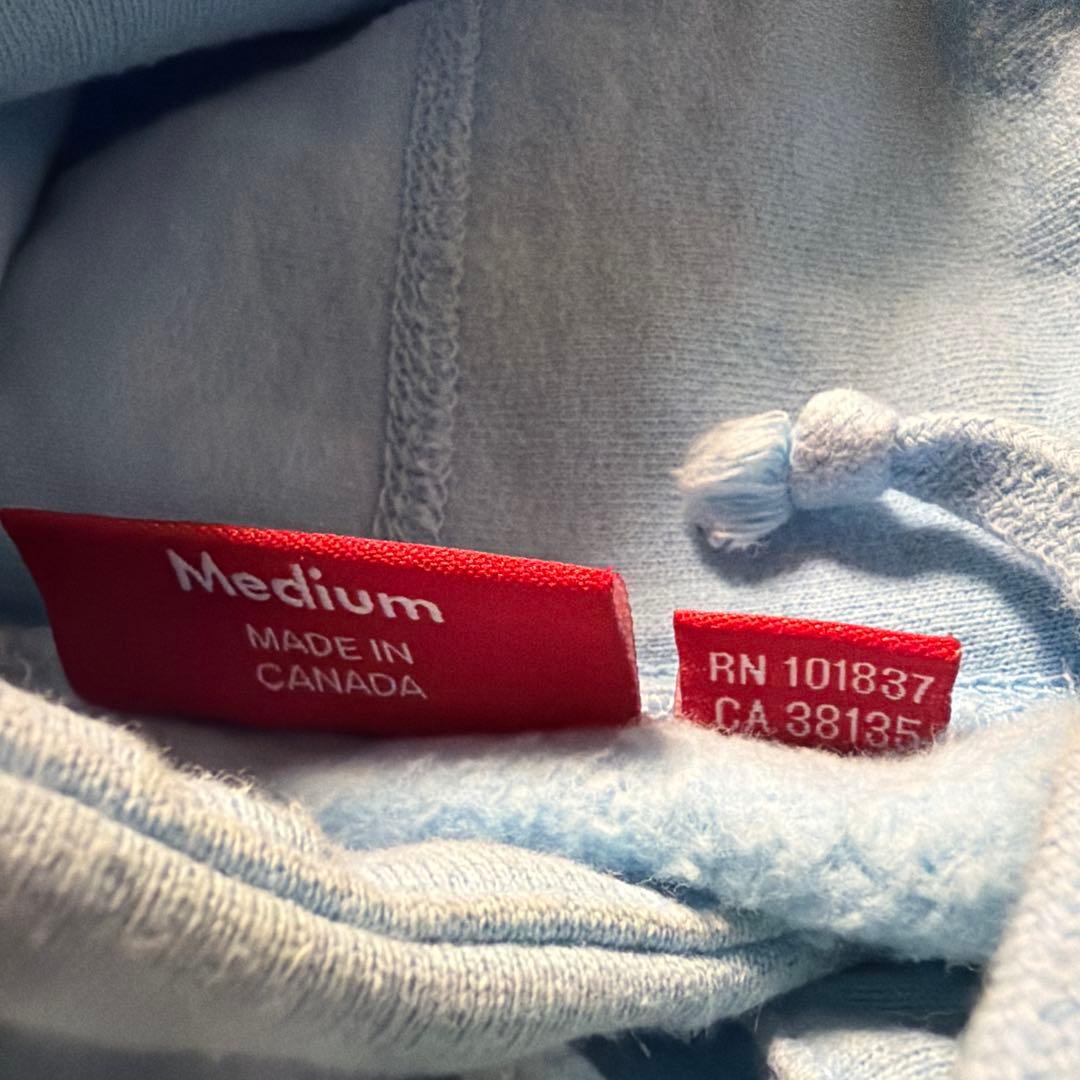 Medium
MADE IN
CANADA
RN 101837
CA 38135